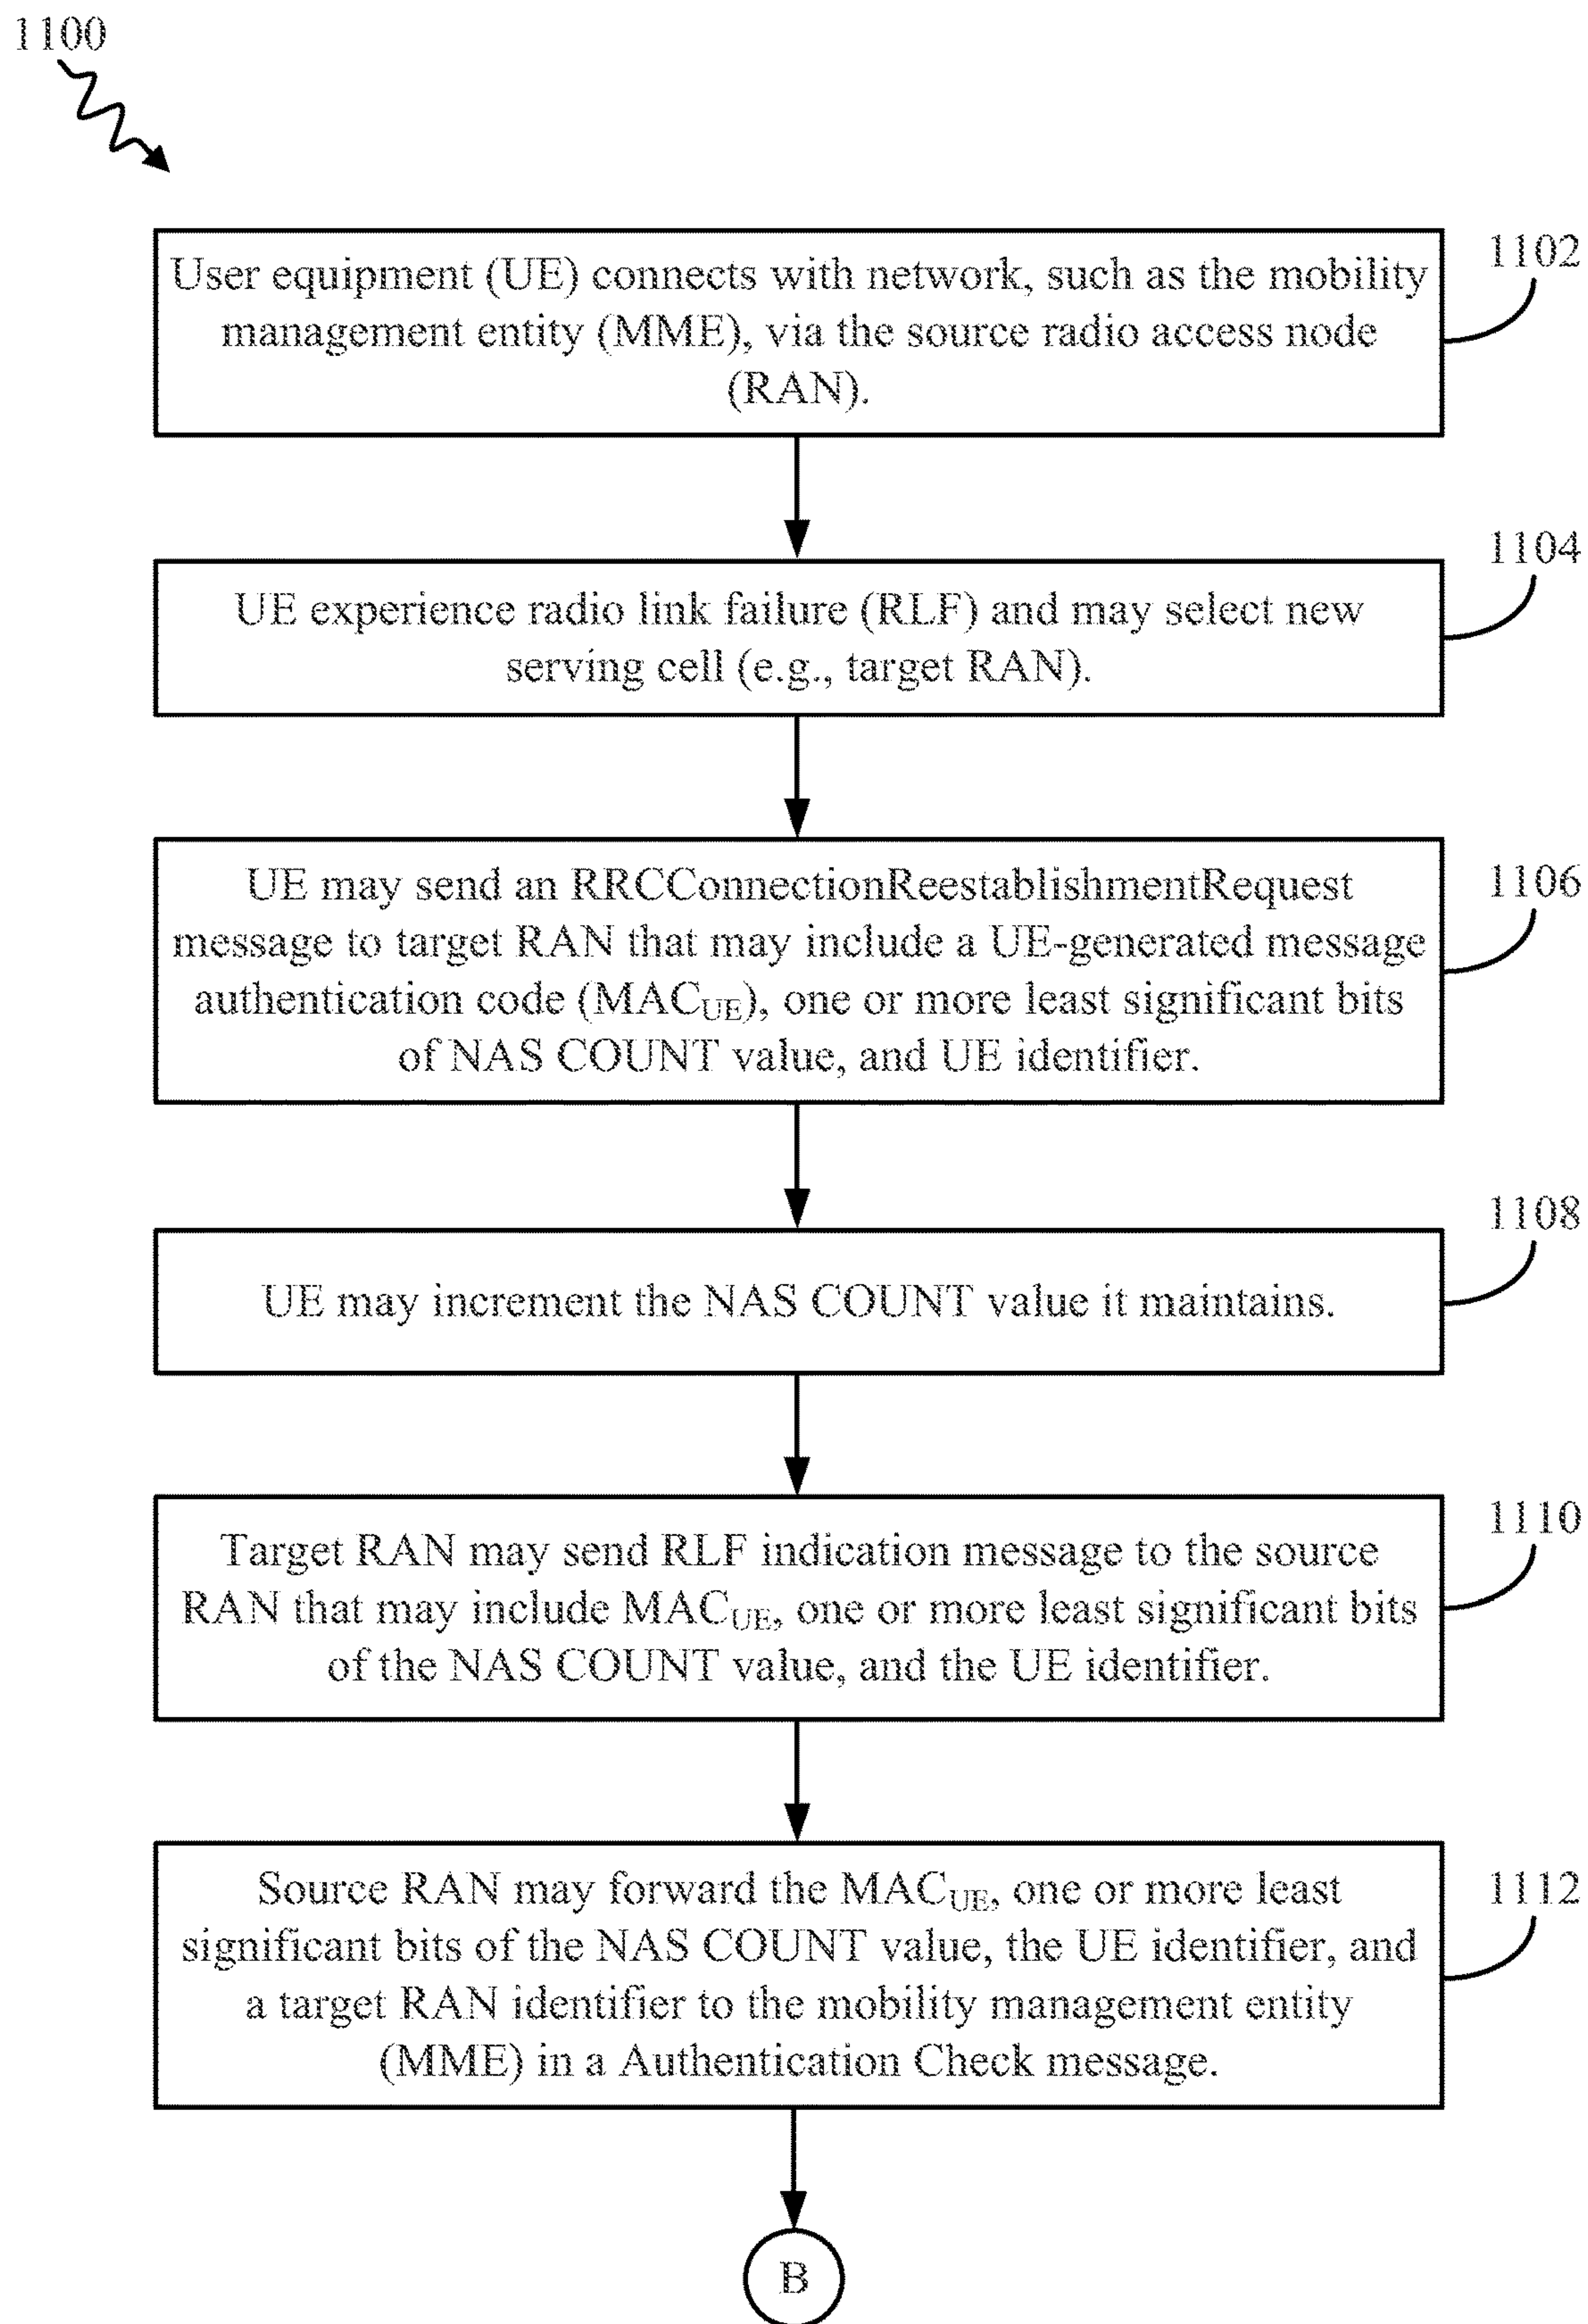 1100
User equipment (UE) connects with network, such as the mobility
management entity (MME), via the source radio access node
(RAN).
1102
UE experience radio link failure (RLF) and may select new
serving cell (e.g., target RAN).
1104
UE may send an RRCConnectionReestablishmentRequest
message to target RAN that may include a UE-generated message
authentication code (MAC_UE), one or more least significant bits
of NAS COUNT value, and UE identifier.
1106
UE may increment the NAS COUNT value it maintains.
1108
Target RAN may send RLF indication message to the source
RAN that may include MAC_UE, one or more least significant bits
of the NAS COUNT value, and the UE identifier.
1110
Source RAN may forward the MAC_UE, one or more least
significant bits of the NAS COUNT value, the UE identifier, and
a target RAN identifier to the mobility management entity
(MME) in a Authentication Check message.
1112
B